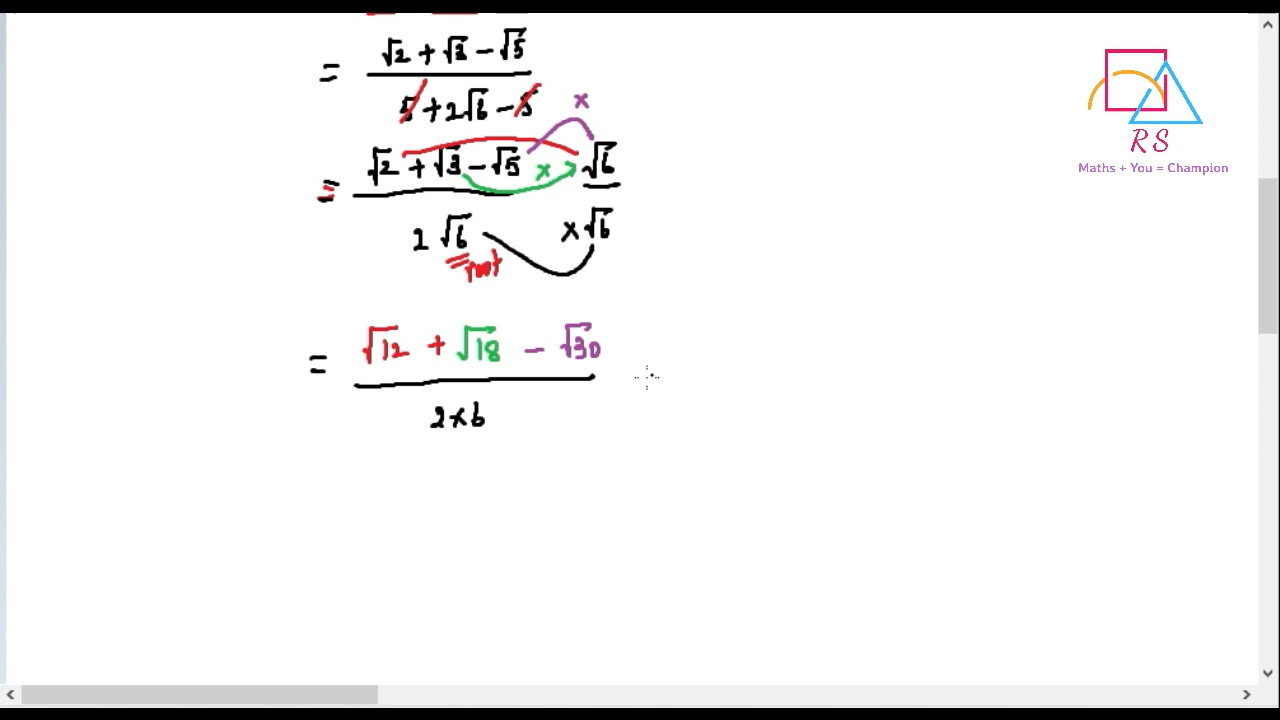 √2 + √3 − √5
=
5 + 2√6 − 5
x
= √2 + √3 − √5 x √6
2 √6 x √6
root
= √12 + √18 − √30
2 x 6
RS
Maths + You = Champion